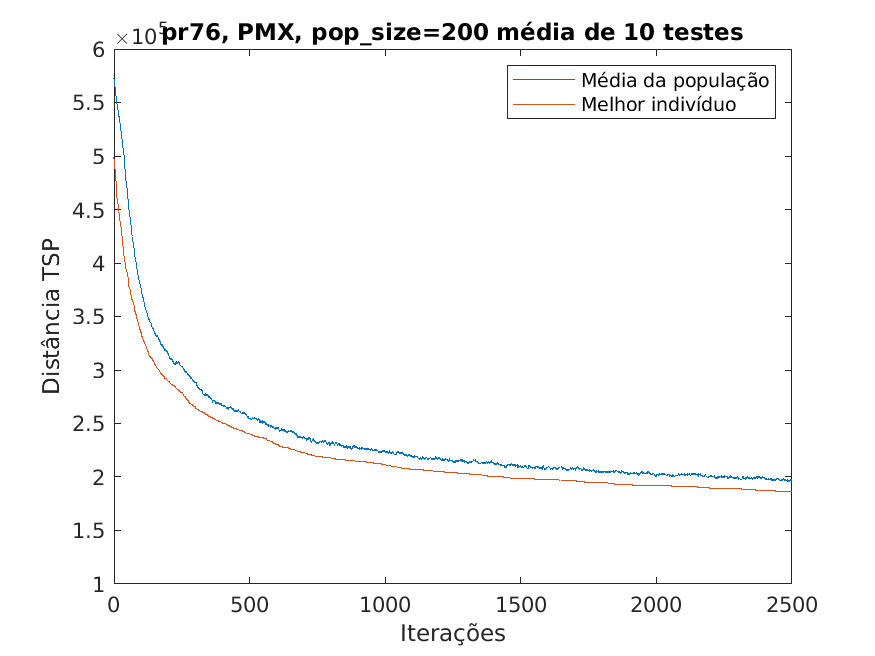 ×10⁵
pr76, PMX, pop_size=200 média de 10 testes
Média da população
Melhor indivíduo
6
5.5
5
4.5
4
3.5
3
2.5
2
1.5
1
Distância TSP
0 500 1000 1500 2000 2500
Iterações